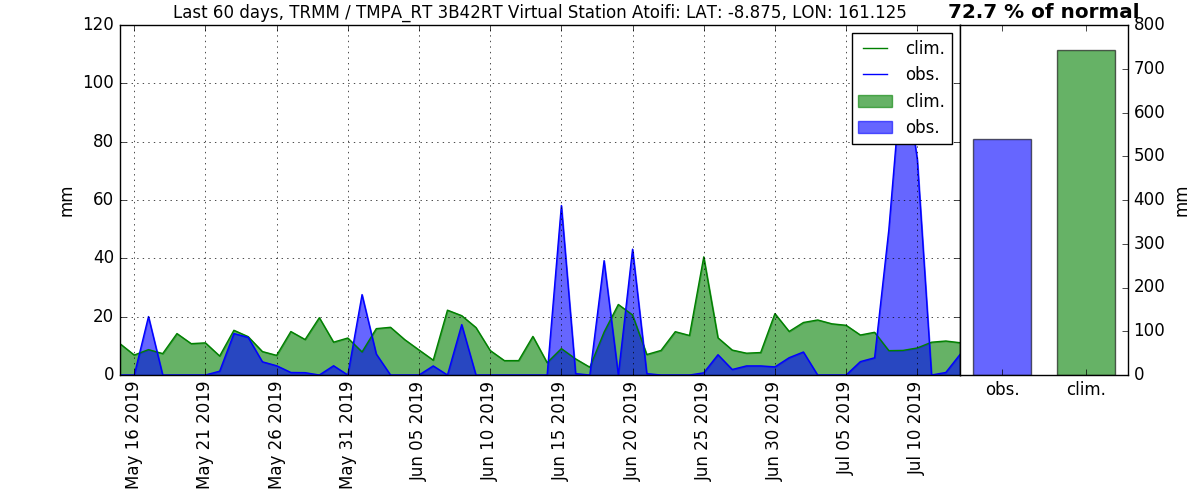 Last 60 days, TRMM / TMPA_RT 3B42RT Virtual Station Atoifi: LAT: -8.875, LON: 161.125
72.7 % of normal
120
100
80
60
40
20
0
mm
clim.
obs.
clim.
obs.
800
700
600
500
400
300
200
100
0
mm
May 16 2019
May 21 2019
May 26 2019
May 31 2019
Jun 05 2019
Jun 10 2019
Jun 15 2019
Jun 20 2019
Jun 25 2019
Jun 30 2019
Jul 05 2019
Jul 10 2019
obs.
clim.